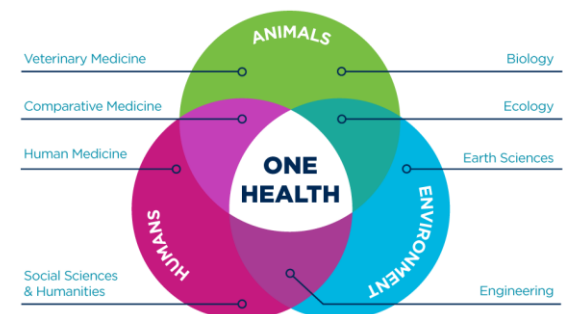 ANIMALS
Veterinary Medicine
Biology
Comparative Medicine
Ecology
Human Medicine
Earth Sciences
ONE
HEALTH
HUMANS
ENVIRONMENT
Social Sciences
& Humanities
Engineering